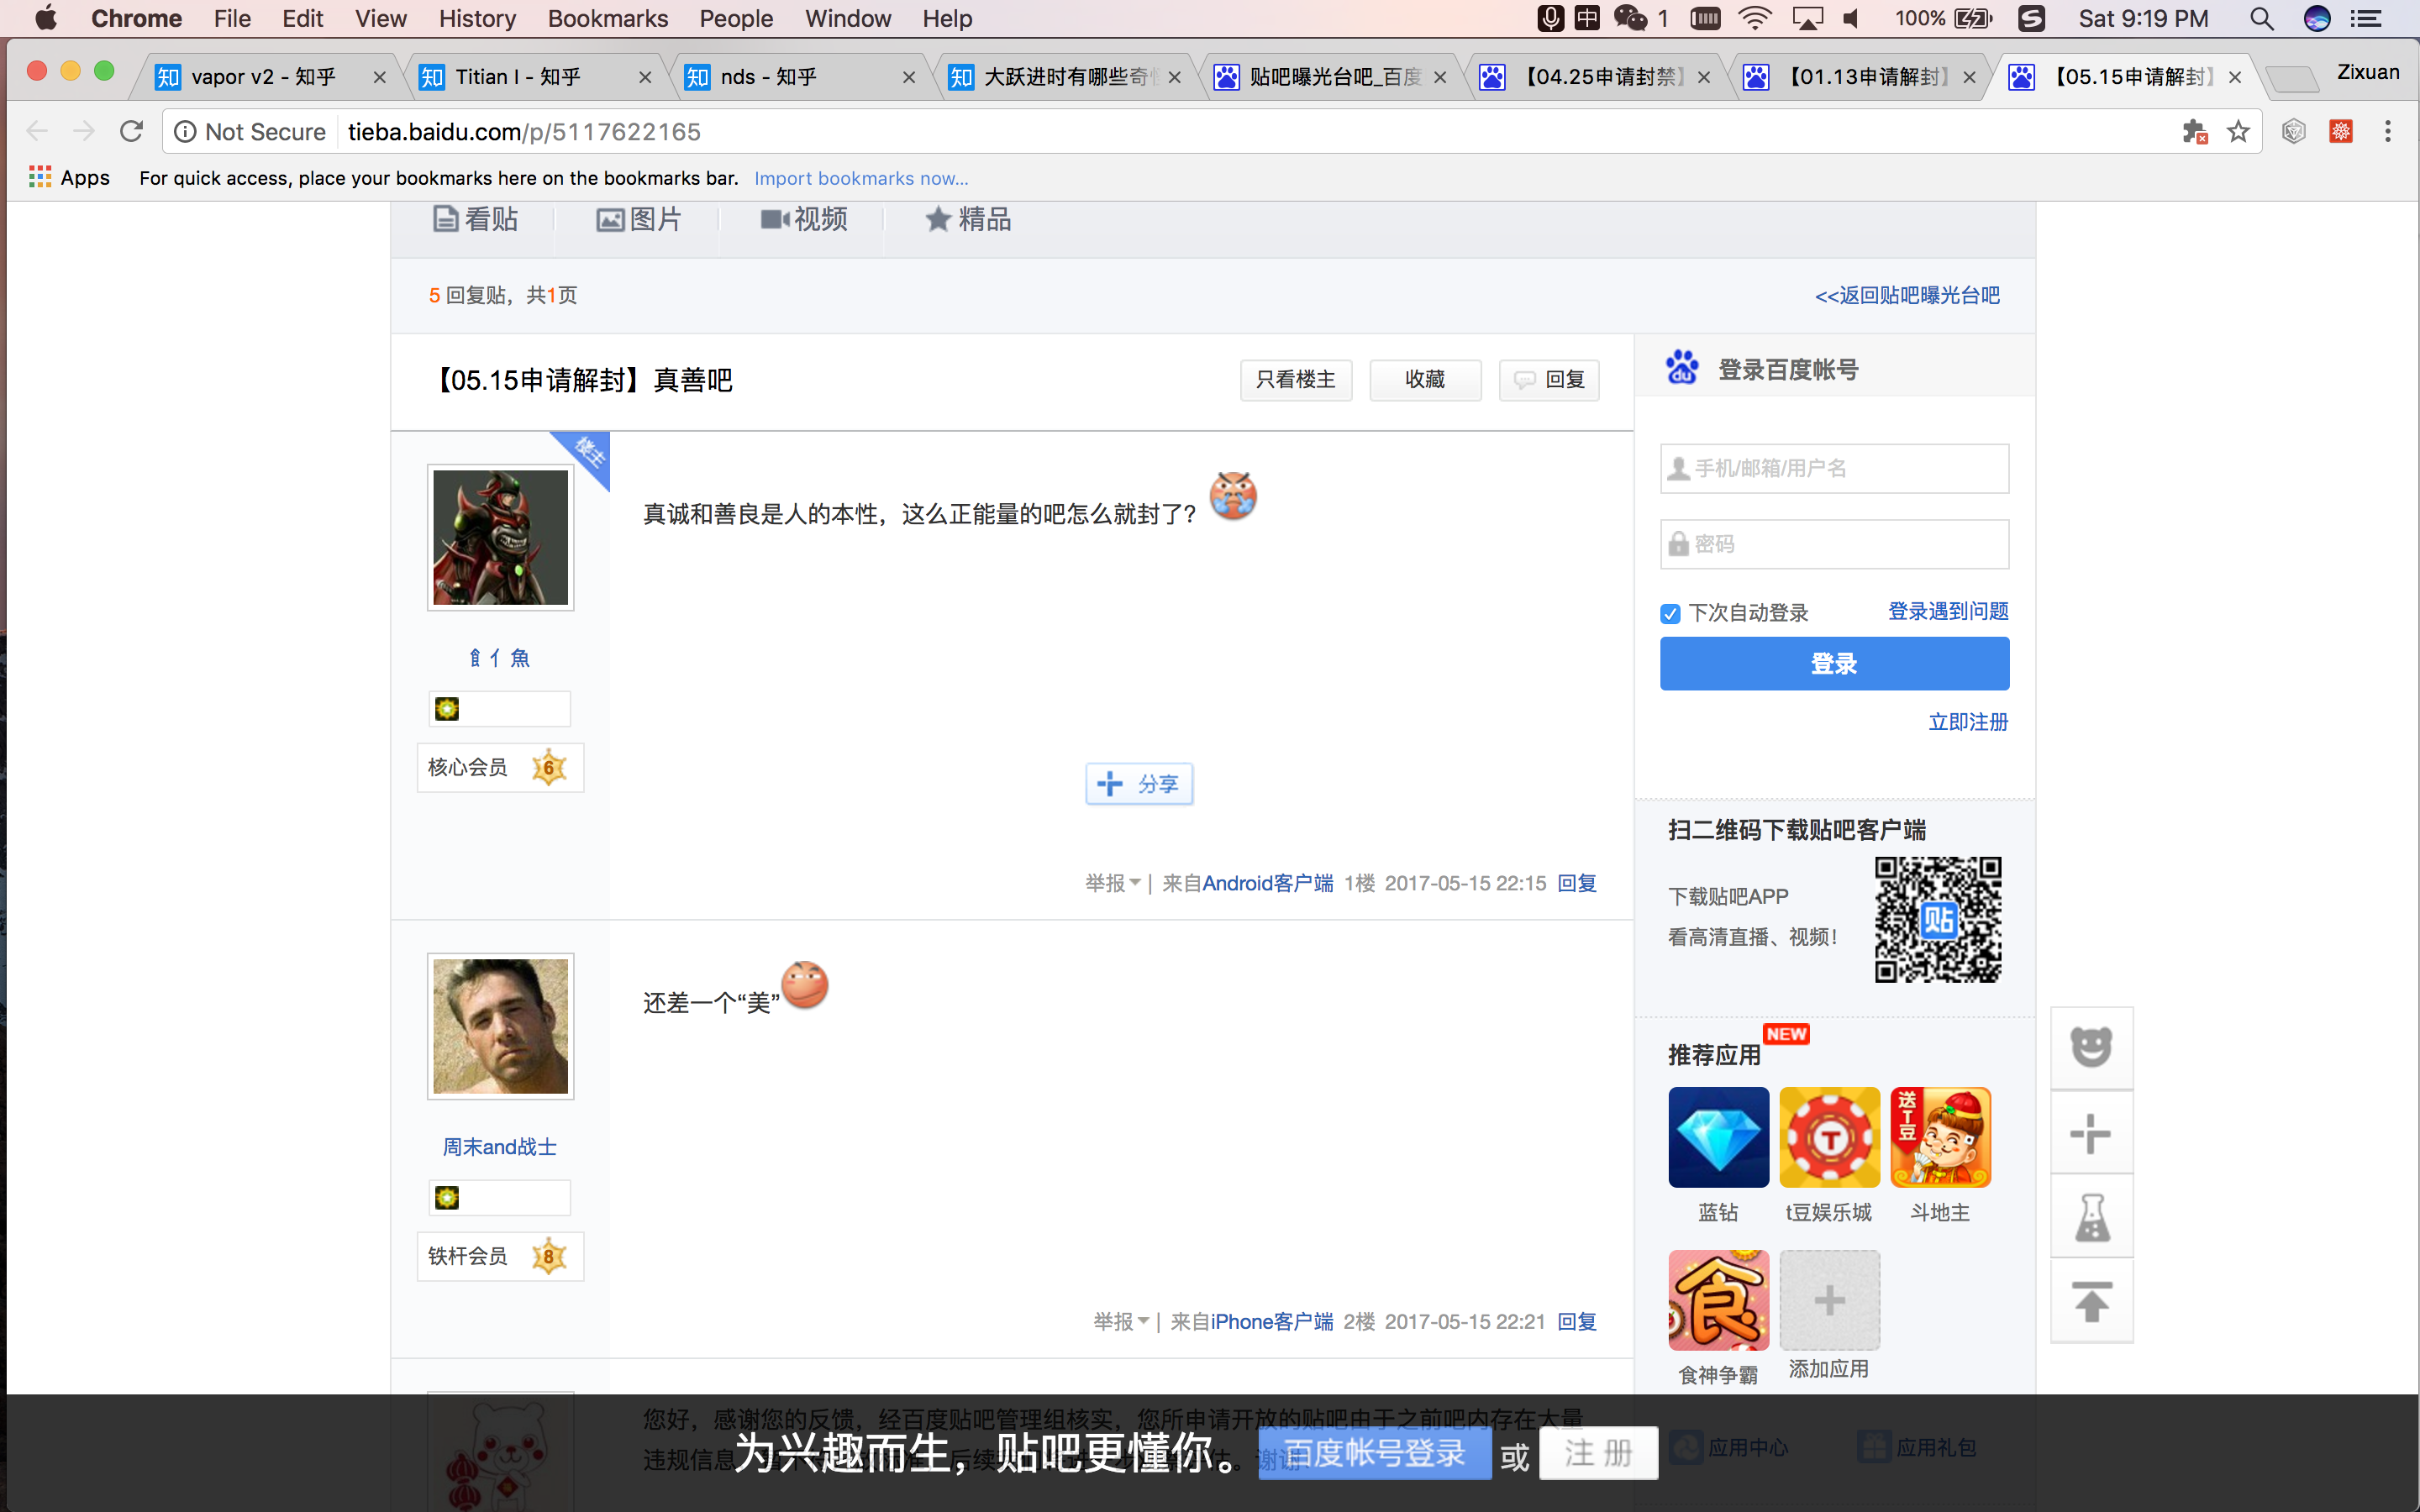 Chrome File Edit View History Bookmarks People Window Help 中 1 100% Sat 9:19 PM
知 vapor v2 - 知乎 知 Titian l - 知乎 知 nds - 知乎 知 大跃进时有哪些奇 贴吧曝光台吧_百度 【04.25申请封禁】 【01.13申请解封】 【05.15申请解封】 Zixuan
Not Secure tieba.baidu.com/p/5117622165
Apps For quick access, place your bookmarks here on the bookmarks bar. Import bookmarks now...
看贴 图片 视频 精品
5 回复贴，共1页 <<返回贴吧曝光台吧
【05.15申请解封】真善吧 只看楼主 收藏 回复
楼主
真诚和善良是人的本性，这么正能量的吧怎么就封了？
飠亻魚
核心会员 6
分享
举报 | 来自Android客户端 1楼 2017-05-15 22:15 回复
还差一个“美”
周末and战士
铁杆会员 8
举报 | 来自iPhone客户端 2楼 2017-05-15 22:21 回复
您好，感谢您的反馈，经百度贴吧管理组核实，您所申请开放的贴吧由于之前吧内存在大量
违规信息 后续 估。谢谢
du 登录百度帐号
手机/邮箱/用户名
密码
下次自动登录 登录遇到问题
登录
立即注册
扫二维码下载贴吧客户端
下载贴吧APP
看高清直播、视频！
贴
推荐应用 NEW
T 送T豆
蓝钻 t豆娱乐城 斗地主
食
食神争霸 添加应用
应用中心 应用礼包
为兴趣而生，贴吧更懂你。 百度帐号登录 或 注册